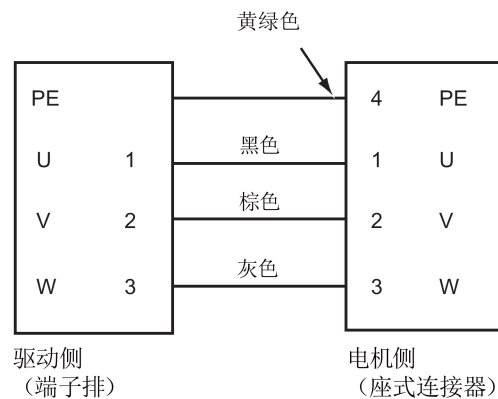 黄绿色
PE 4 PE
黑色
U 1 1 U
棕色
V 2 2 V
灰色
W 3 3 W
驱动侧
（端子排）
电机侧
（座式连接器）